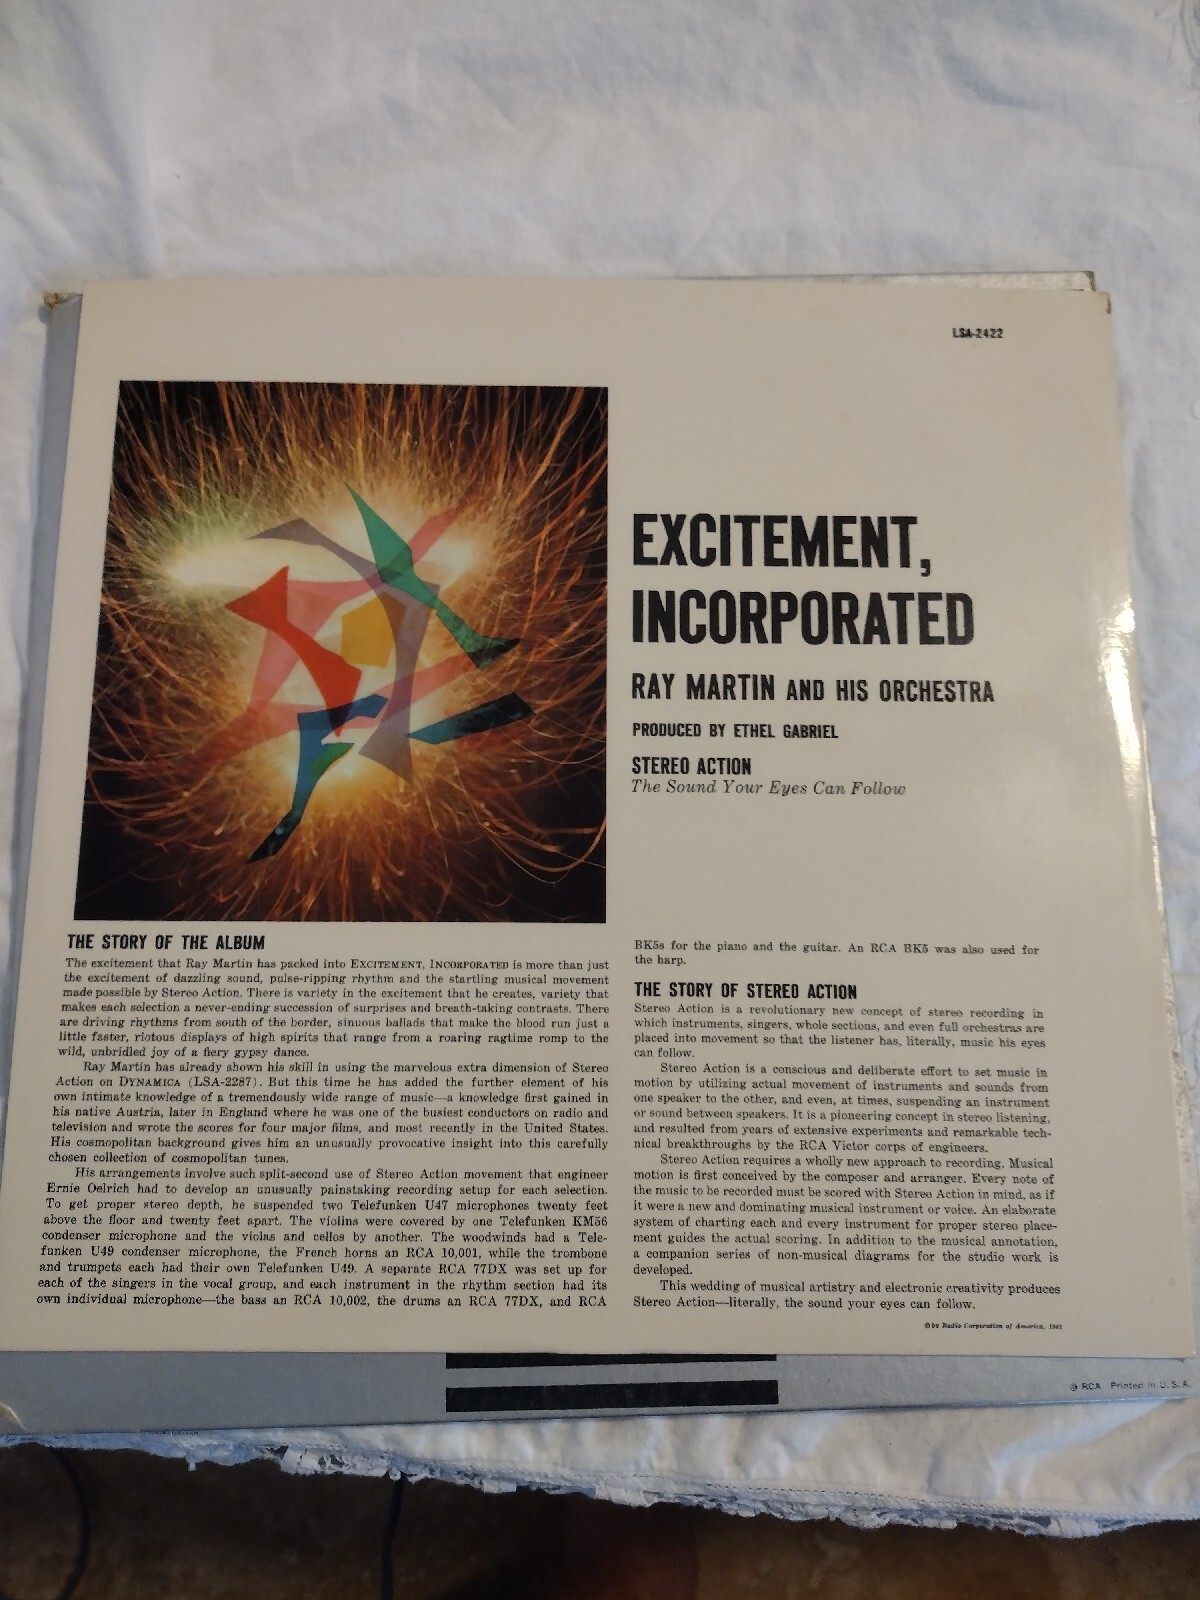 LSA-2422
EXCITEMENT,
INCORPORATED
RAY MARTIN AND HIS ORCHESTRA
PRODUCED BY ETHEL GABRIEL
STEREO ACTION
The Sound Your Eyes Can Follow
THE STORY OF THE ALBUM
The excitement that Ray Martin has packed into EXCITEMENT, INCORPORATED is more than just
the excitement of dazzling sound, pulse-ripping rhythm and the startling musical movement
made possible by Stereo Action. There is variety in the excitement that he creates, variety that
makes each selection a never-ending succession of surprises and breath-taking contrasts. There
are driving rhythms from south of the border, sinuous ballads that make the blood run just a
little faster, riotous displays of high spirits that range from a roaring ragtime romp to the
wild, unbridled joy of a fiery gypsy dance.
Ray Martin has already shown his skill in using the marvelous extra dimension of Stereo
Action on DYNAMICA (LSA-2287). But this time he has added the further element of his
own intimate knowledge of a tremendously wide range of music—a knowledge first gained in
his native Austria, later in England where he was one of the busiest conductors on radio and
television and wrote the scores for four major films, and most recently in the United States.
His cosmopolitan background gives him an unusually provocative insight into this carefully
chosen collection of cosmopolitan tunes.
His arrangements involve such split-second use of Stereo Action movement that engineer
Ernie Oelrich had to develop an unusually painstaking recording setup for each selection.
To get proper stereo depth, he suspended two Telefunken U47 microphones twenty feet
above the floor and twenty feet apart. The violins were covered by one Telefunken KM56
condenser microphone and the violas and cellos by another. The woodwinds had a Tele-
funken U49 condenser microphone, the French horns an RCA 10,001, while the trombone
and trumpets each had their own Telefunken U49. A separate RCA 77DX was set up for
each of the singers in the vocal group, and each instrument in the rhythm section had its
own individual microphone—the bass an RCA 10,002, the drums an RCA 77DX, and RCA
BK5s for the piano and the guitar. An RCA BK5 was also used for
the harp.
THE STORY OF STEREO ACTION
Stereo Action is a revolutionary new concept of stereo recording in
which instruments, singers, whole sections, and even full orchestras are
placed into movement so that the listener has, literally, music his eyes
can follow.
Stereo Action is a conscious and deliberate effort to set music in
motion by utilizing actual movement of instruments and sounds from
one speaker to the other, and even, at times, suspending an instrument
or sound between speakers. It is a pioneering concept in stereo listening,
and resulted from years of extensive experiments and remarkable tech-
nical breakthroughs by the RCA Victor corps of engineers.
Stereo Action requires a wholly new approach to recording. Musical
motion is first conceived by the composer and arranger. Every note of
the music to be recorded must be scored with Stereo Action in mind, as if
it were a new and dominating musical instrument or voice. An elaborate
system of charting each and every instrument for proper stereo place-
ment guides the actual scoring. In addition to the musical annotation,
a companion series of non-musical diagrams for the studio work is
developed.
This wedding of musical artistry and electronic creativity produces
Stereo Action—literally, the sound your eyes can follow.
© by Radio Corporation of America, 1961
® RCA Printed in U.S.A.